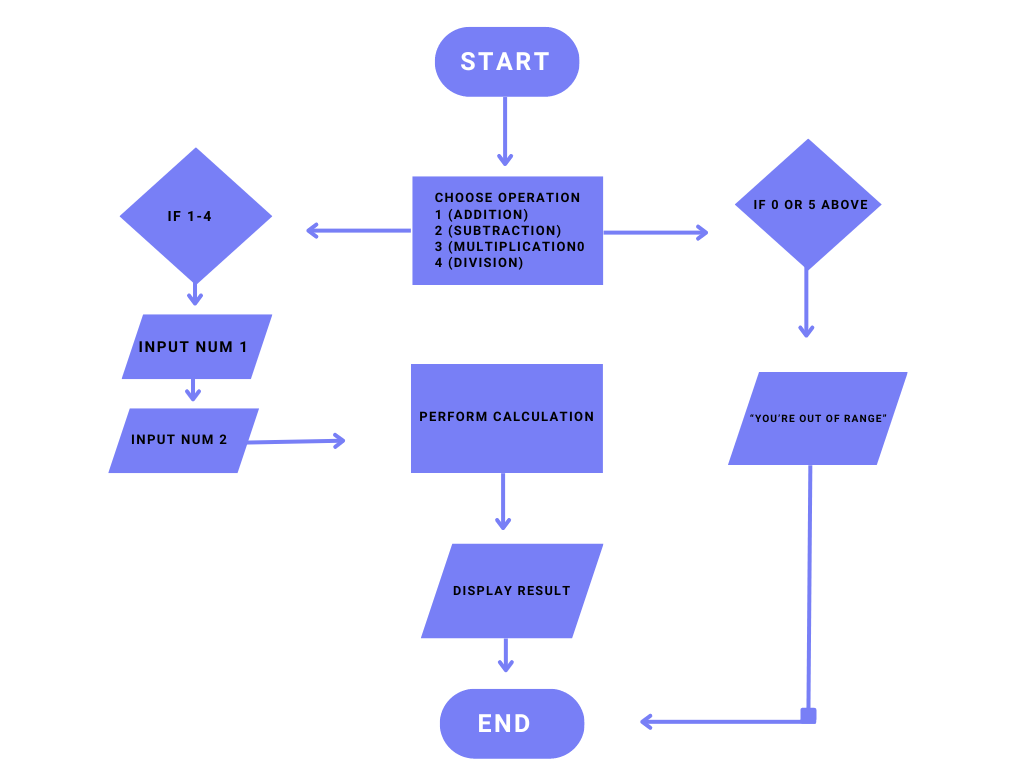 START
CHOOSE OPERATION
1 (ADDITION)
2 (SUBTRACTION)
3 (MULTIPLICATION0
4 (DIVISION)
IF 1-4
IF 0 OR 5 ABOVE
INPUT NUM 1
INPUT NUM 2
PERFORM CALCULATION
“YOU’RE OUT OF RANGE”
DISPLAY RESULT
END